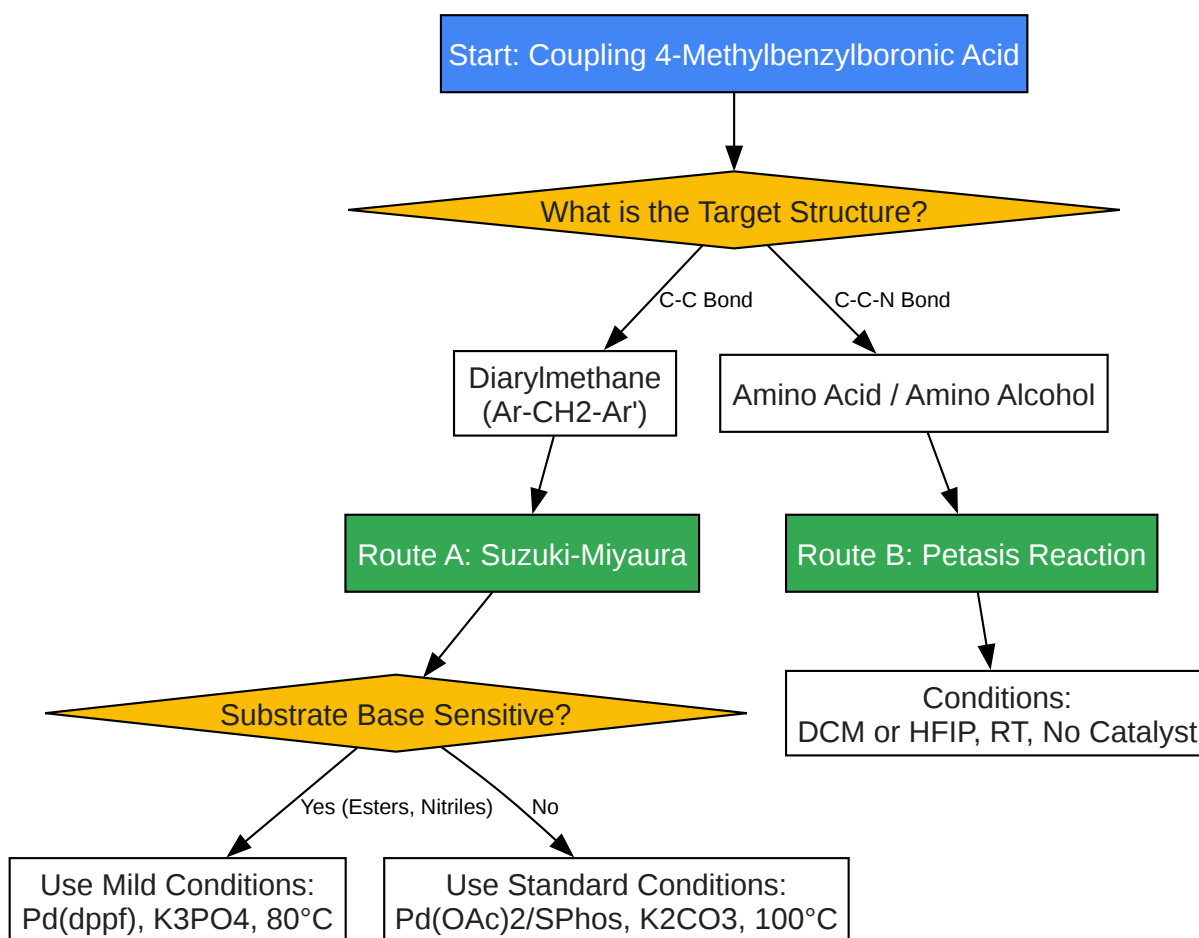 Start: Coupling 4-Methylbenzylboronic Acid
What is the Target Structure?
C-C Bond
C-C-N Bond
Diarylmethane
(Ar-CH2-Ar')
Amino Acid / Amino Alcohol
Route A: Suzuki-Miyaura
Route B: Petasis Reaction
Substrate Base Sensitive?
Conditions:
DCM or HFIP, RT, No Catalyst
Yes (Esters, Nitriles)
No
Use Mild Conditions:
Pd(dppf), K3PO4, 80°C
Use Standard Conditions:
Pd(OAc)2/SPhos, K2CO3, 100°C